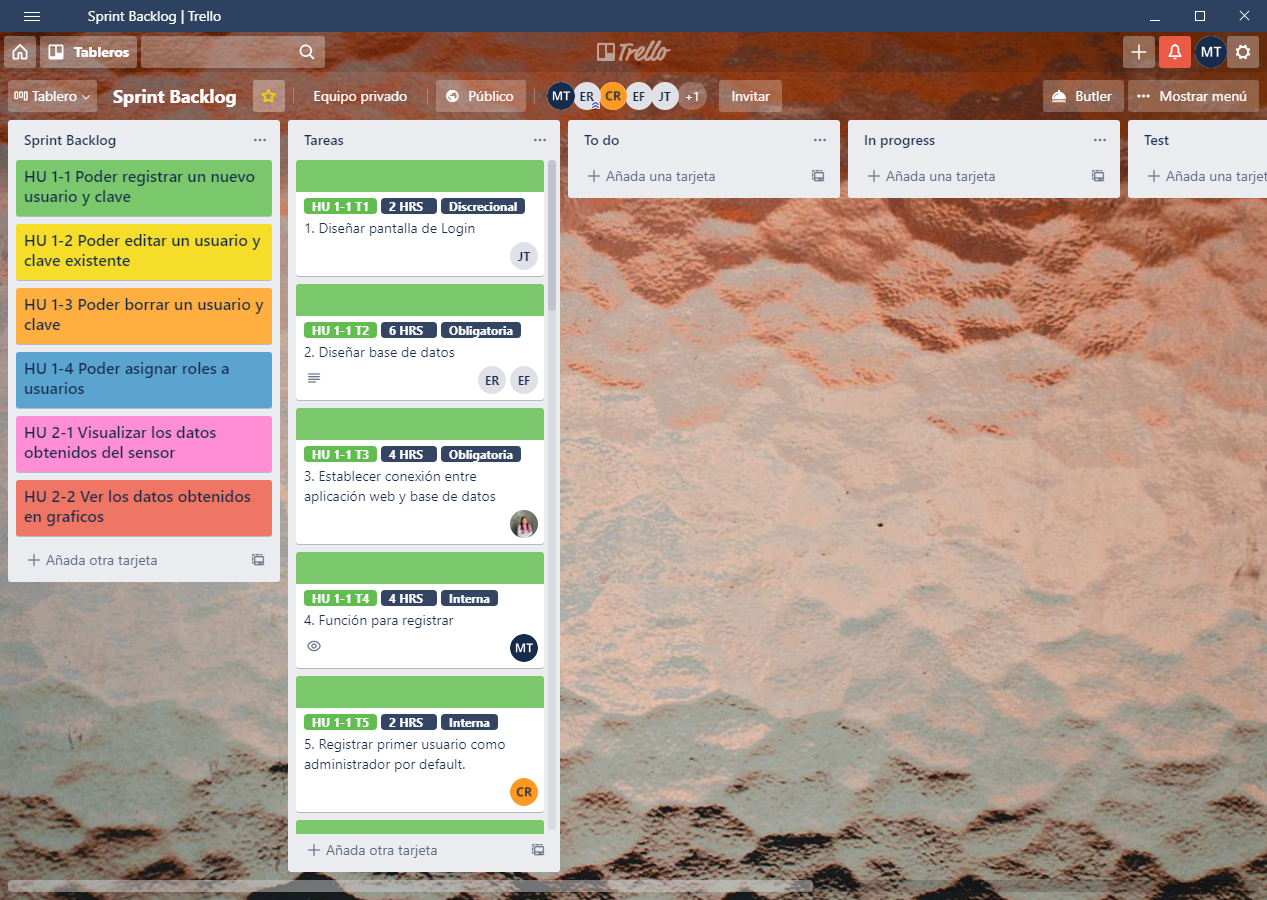 Sprint Backlog | Trello
Tableros
Trello
MT
Tablero
Sprint Backlog
Equipo privado
Público
MT ER CR EF JT +1
Invitar
Butler
Mostrar menú
Sprint Backlog
HU 1-1 Poder registrar un nuevo
usuario y clave
HU 1-2 Poder editar un usuario y
clave existente
HU 1-3 Poder borrar un usuario y
clave
HU 1-4 Poder asignar roles a
usuarios
HU 2-1 Visualizar los datos
obtenidos del sensor
HU 2-2 Ver los datos obtenidos
en graficos
Añada otra tarjeta
Tareas
HU 1-1 T1 2 HRS Discrecional
1. Diseñar pantalla de Login
JT
HU 1-1 T2 6 HRS Obligatoria
2. Diseñar base de datos
ER EF
HU 1-1 T3 4 HRS Obligatoria
3. Establecer conexión entre
aplicación web y base de datos
HU 1-1 T4 4 HRS Interna
4. Función para registrar
MT
HU 1-1 T5 2 HRS Interna
5. Registrar primer usuario como
administrador por default.
CR
Añada otra tarjeta
To do
Añada una tarjeta
In progress
Añada una tarjeta
Test
Añada una tarjet